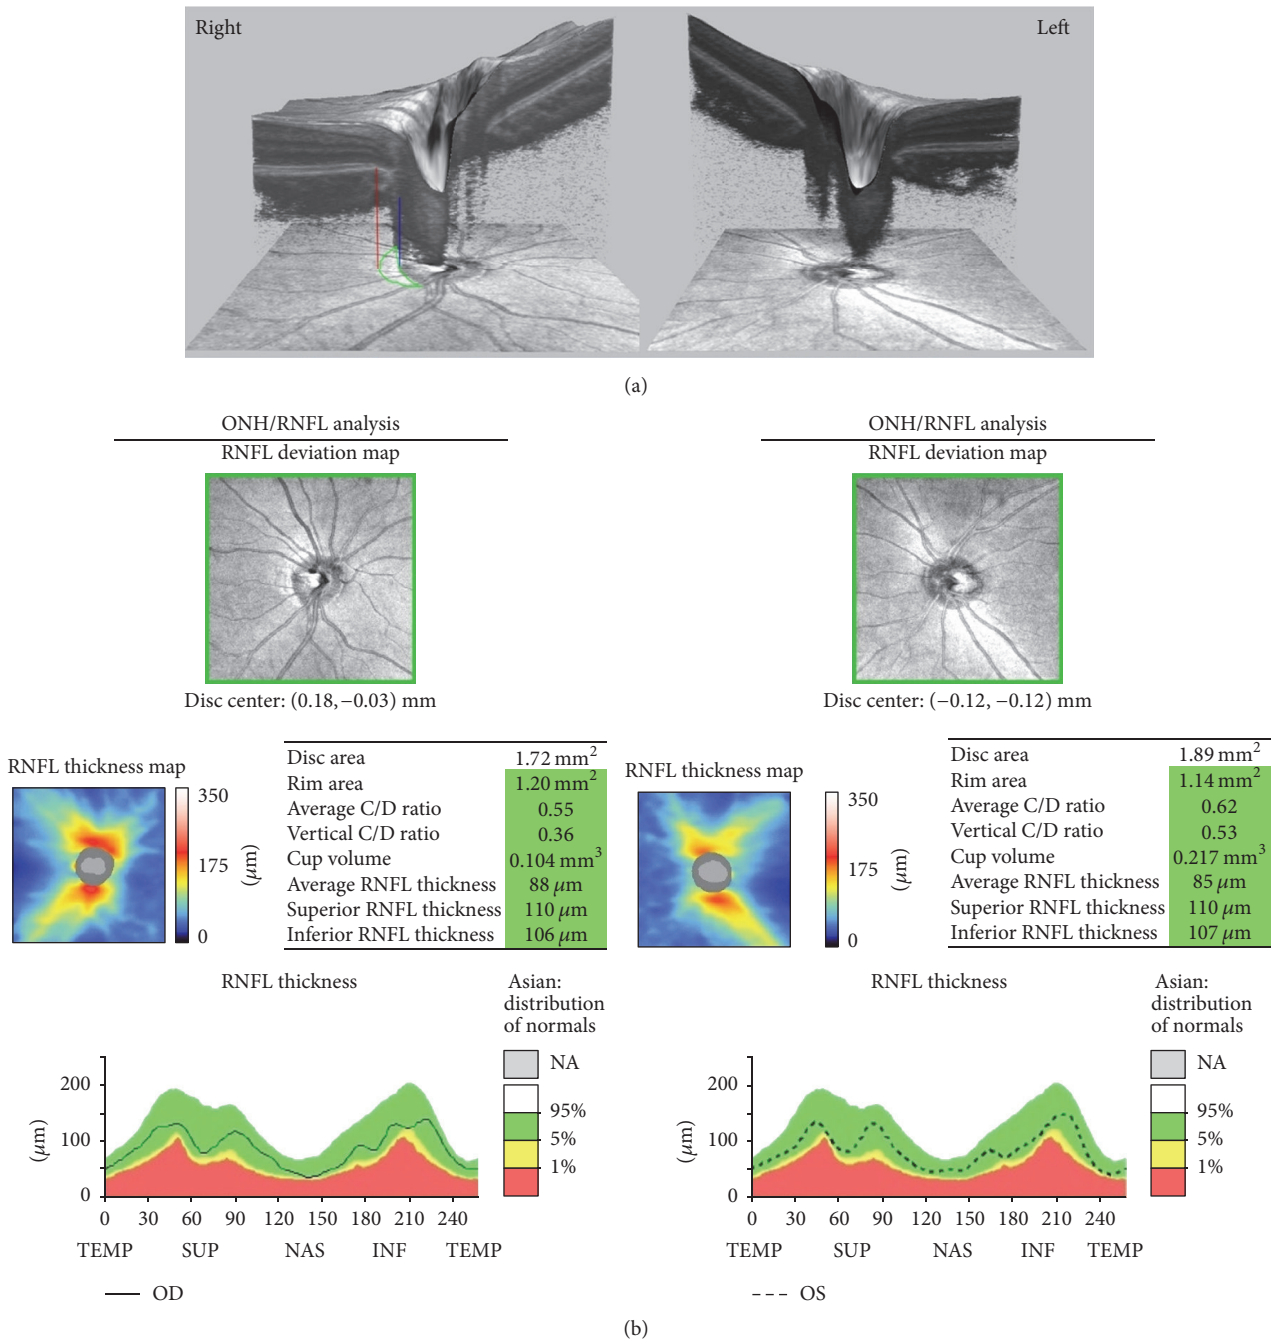 Right
Left
(a)
ONH/RNFL analysis
RNFL deviation map
Disc center: (0.18, −0.03) mm
RNFL thickness map
350
175
0
(μm)
Disc area 1.72 mm²
Rim area 1.20 mm²
Average C/D ratio 0.55
Vertical C/D ratio 0.36
Cup volume 0.104 mm³
Average RNFL thickness 88 μm
Superior RNFL thickness 110 μm
Inferior RNFL thickness 106 μm
RNFL thickness
Asian:
distribution
of normals
NA
95%
5%
1%
200
100
0
(μm)
0 30 60 90 120 150 180 210 240
TEMP SUP NAS INF TEMP
OD
ONH/RNFL analysis
RNFL deviation map
Disc center: (−0.12, −0.12) mm
RNFL thickness map
350
175
0
(μm)
Disc area 1.89 mm²
Rim area 1.14 mm²
Average C/D ratio 0.62
Vertical C/D ratio 0.53
Cup volume 0.217 mm³
Average RNFL thickness 85 μm
Superior RNFL thickness 110 μm
Inferior RNFL thickness 107 μm
RNFL thickness
Asian:
distribution
of normals
NA
95%
5%
1%
200
100
0
(μm)
0 30 60 90 120 150 180 210 240
TEMP SUP NAS INF TEMP
OS
(b)